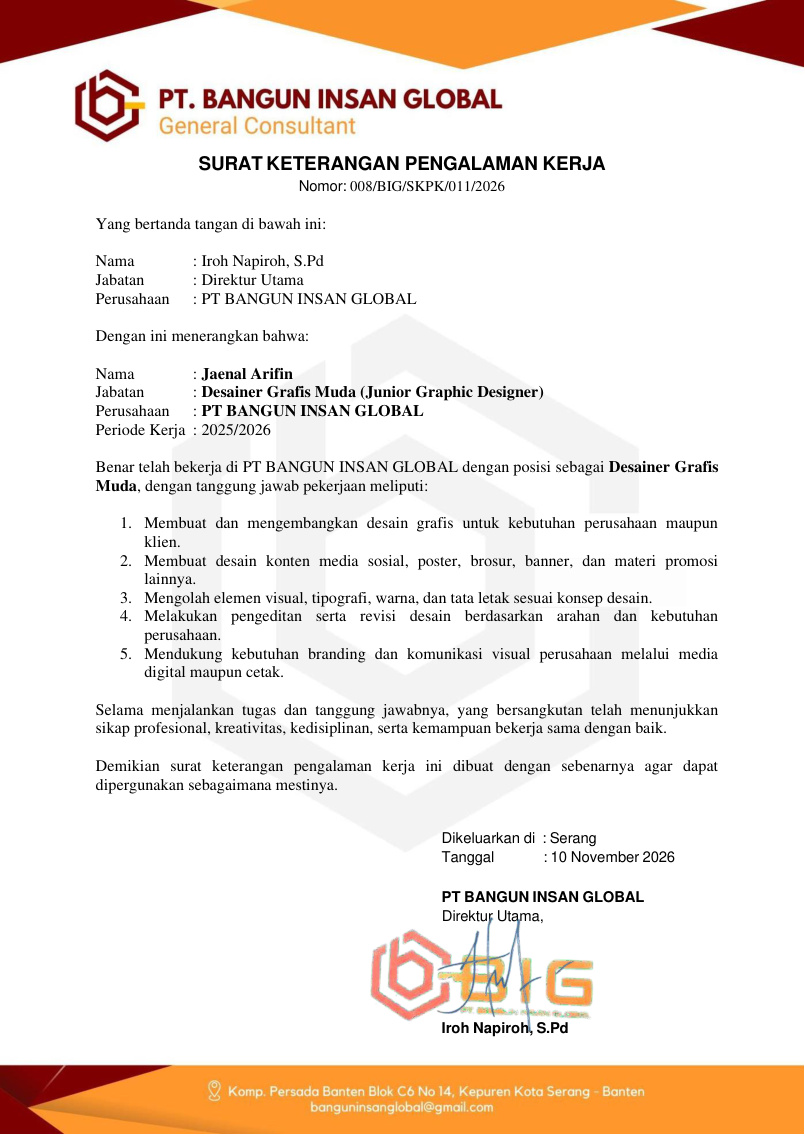 PT. BANGUN INSAN GLOBAL
General Consultant
SURAT KETERANGAN PENGALAMAN KERJA
Nomor: 008/BIG/SKPK/011/2026
Yang bertanda tangan di bawah ini:
Nama : Iroh Napiroh, S.Pd
Jabatan : Direktur Utama
Perusahaan : PT BANGUN INSAN GLOBAL
Dengan ini menerangkan bahwa:
Nama : Jaenal Arifin
Jabatan : Desainer Grafis Muda (Junior Graphic Designer)
Perusahaan : PT BANGUN INSAN GLOBAL
Periode Kerja : 2025/2026
Benar telah bekerja di PT BANGUN INSAN GLOBAL dengan posisi sebagai Desainer Grafis
Muda, dengan tanggung jawab pekerjaan meliputi:
1. Membuat dan mengembangkan desain grafis untuk kebutuhan perusahaan maupun
klien.
2. Membuat desain konten media sosial, poster, brosur, banner, dan materi promosi
lainnya.
3. Mengolah elemen visual, tipografi, warna, dan tata letak sesuai konsep desain.
4. Melakukan pengeditan serta revisi desain berdasarkan arahan dan kebutuhan
perusahaan.
5. Mendukung kebutuhan branding dan komunikasi visual perusahaan melalui media
digital maupun cetak.
Selama menjalankan tugas dan tanggung jawabnya, yang bersangkutan telah menunjukkan
sikap profesional, kreativitas, kedisiplinan, serta kemampuan bekerja sama dengan baik.
Demikian surat keterangan pengalaman kerja ini dibuat dengan sebenarnya agar dapat
dipergunakan sebagaimana mestinya.
Dikeluarkan di : Serang
Tanggal : 10 November 2026
PT BANGUN INSAN GLOBAL
Direktur Utama,
BIG
PT. BANGUN INSAN GLOBAL
Iroh Napiroh, S.Pd
Komp. Persada Banten Blok C6 No 14, Kepuren Kota Serang - Banten
banguninsanglobal@gmail.com